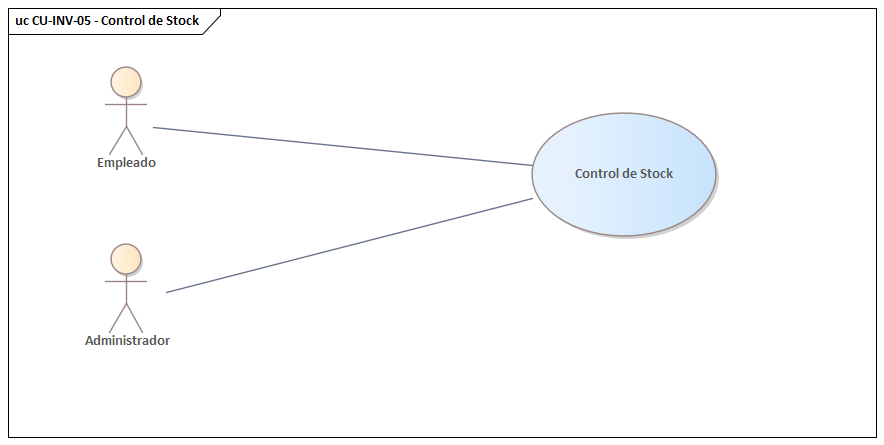 uc CU-INV-05 - Control de Stock
Empleado
Control de Stock
Administrador